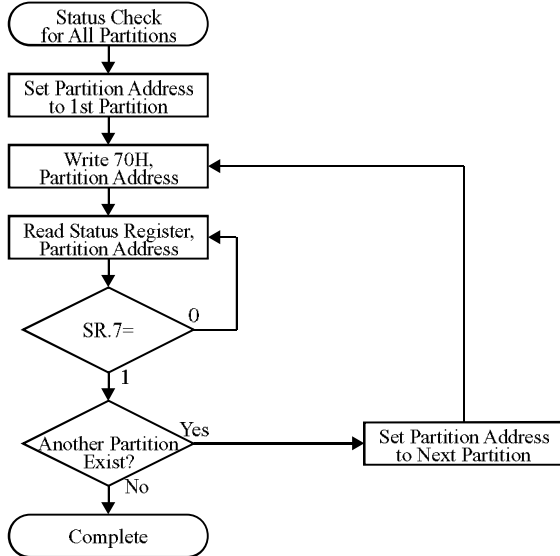 Status Check
for All Partitions
Set Partition Address
to 1st Partition
Write 70H,
Partition Address
Read Status Register,
Partition Address
0
SR.7=
1
Yes
Another Partition
Exist?
No
Set Partition Address
to Next Partition
Complete